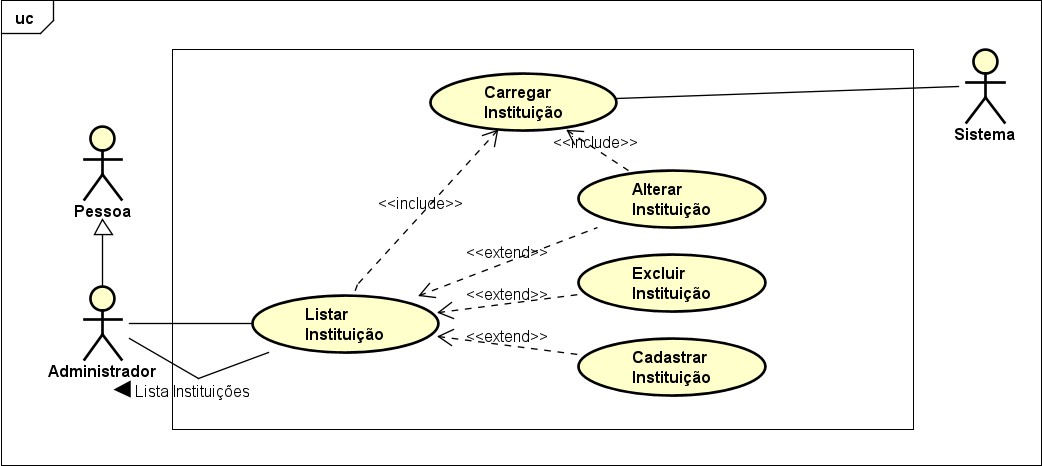 uc
Carregar
Instituição
Sistema
<<include>>
Alterar
Instituição
Pessoa
<<include>>
<<extend>>
Excluir
Instituição
<<extend>>
Listar
Instituição
<<extend>>
Cadastrar
Instituição
Administrador
Lista Instituições